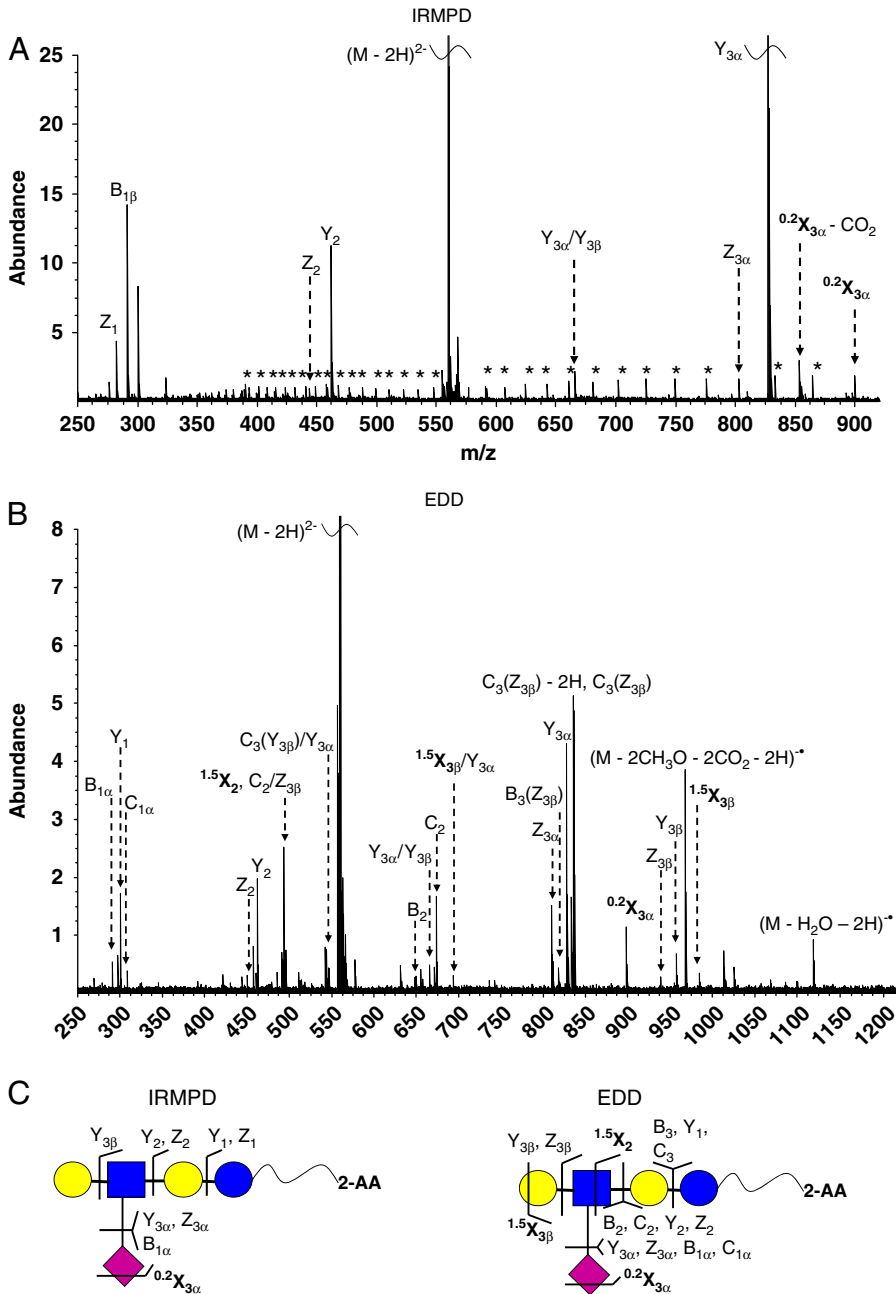 IRMPD
A
(M - 2H)²⁻
Y₃α
25
20
15
10
5
Abundance
B₁β
Z₁
Z₂
Y₂
Y₃α/Y₃β
Z₃α
⁰·²X₃α - CO₂
⁰·²X₃α
* * * * * * * * * * * * * * * * * * * * * * * *
250 300 350 400 450 500 550 600 650 700 750 800 850 900
m/z
B
EDD
(M - 2H)²⁻
8
7
6
5
4
3
2
1
Abundance
C₃(Z₃β) - 2H, C₃(Z₃β)
Y₁
B₁α
C₁α
C₃(Y₃β)/Y₃α
¹·⁵X₂, C₂/Z₃β
Z₂
Y₂
¹·⁵X₃β/Y₃α
C₂
Y₃α/Y₃β
B₂
Y₃α
B₃(Z₃β)
Z₃α
(M - 2CH₃O - 2CO₂ - 2H)⁻•
¹·⁵X₃β
Y₃β
Z₃β
⁰·²X₃α
(M - H₂O – 2H)⁻•
250 300 350 400 450 500 550 600 650 700 750 800 850 900 950 1000 1050 1100 1150 1200
C
IRMPD
Y₃β
Y₂, Z₂
Y₁, Z₁
2-AA
Y₃α, Z₃α
B₁α
⁰·²X₃α
EDD
Y₃β, Z₃β
¹·⁵X₂
B₃, Y₁,
C₃
2-AA
¹·⁵X₃β
B₂, C₂, Y₂, Z₂
Y₃α, Z₃α, B₁α, C₁α
⁰·²X₃α